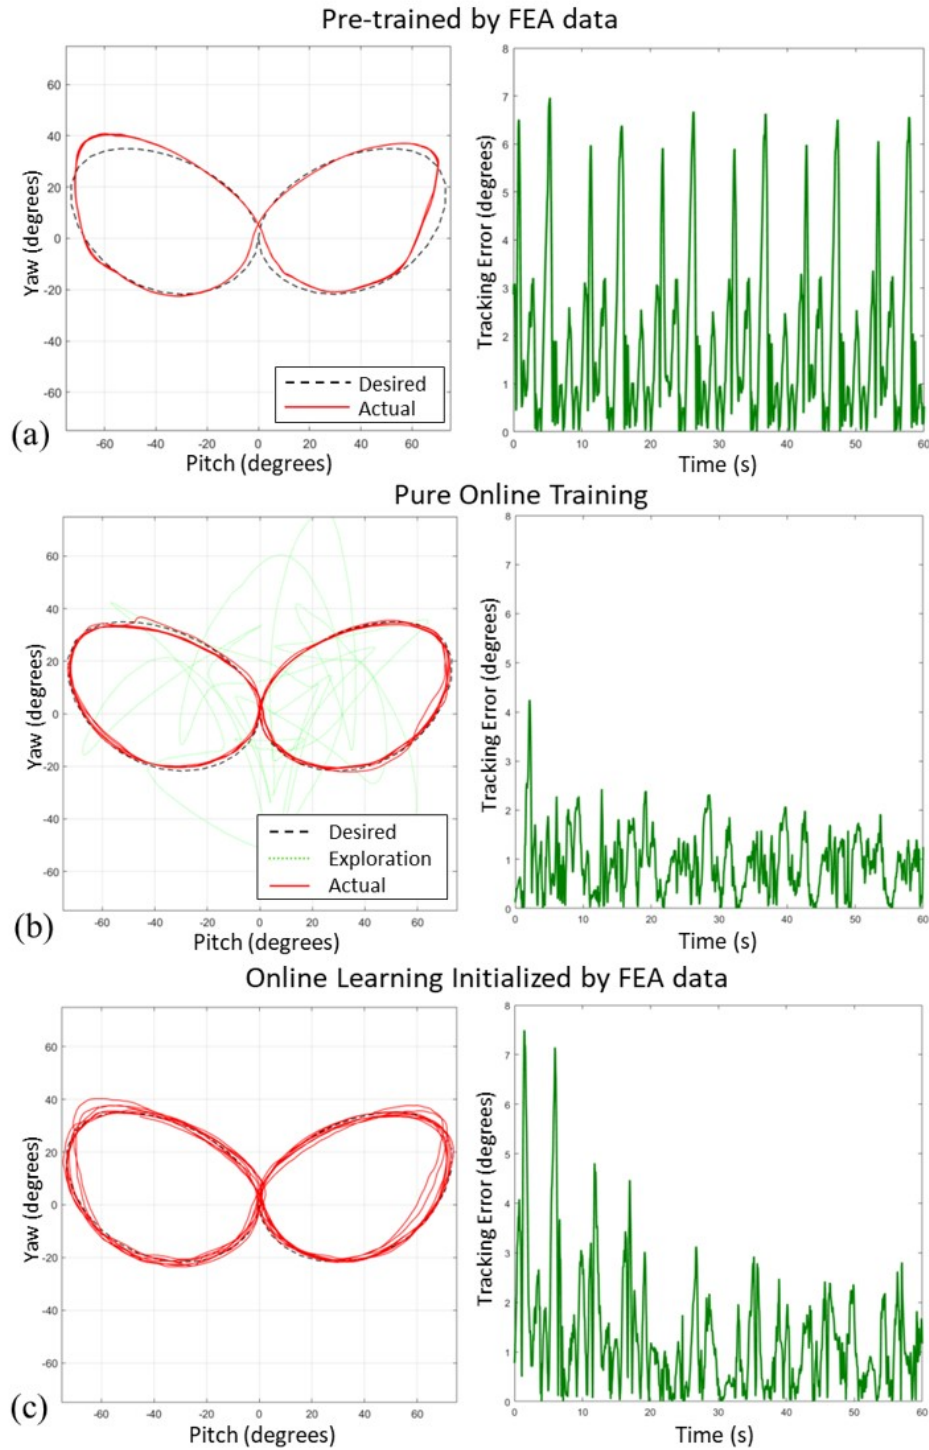 Pre-trained by FEA data
Yaw (degrees)
60
40
20
0
-20
-40
-60
-60 -40 -20 0 20 40 60
Pitch (degrees)
Desired
Actual
(a)
Tracking Error (degrees)
8
7
6
5
4
3
2
1
0
0 10 20 30 40 50 60
Time (s)
Pure Online Training
Yaw (degrees)
60
40
20
0
-20
-40
-60
-60 -40 -20 0 20 40 60
Pitch (degrees)
Desired
Exploration
Actual
(b)
Tracking Error (degrees)
8
7
6
5
4
3
2
1
0
0 10 20 30 40 50 60
Time (s)
Online Learning Initialized by FEA data
Yaw (degrees)
60
40
20
0
-20
-40
-60
-60 -40 -20 0 20 40 60
Pitch (degrees)
(c)
Tracking Error (degrees)
8
7
6
5
4
3
2
1
0
0 10 20 30 40 50 60
Time (s)